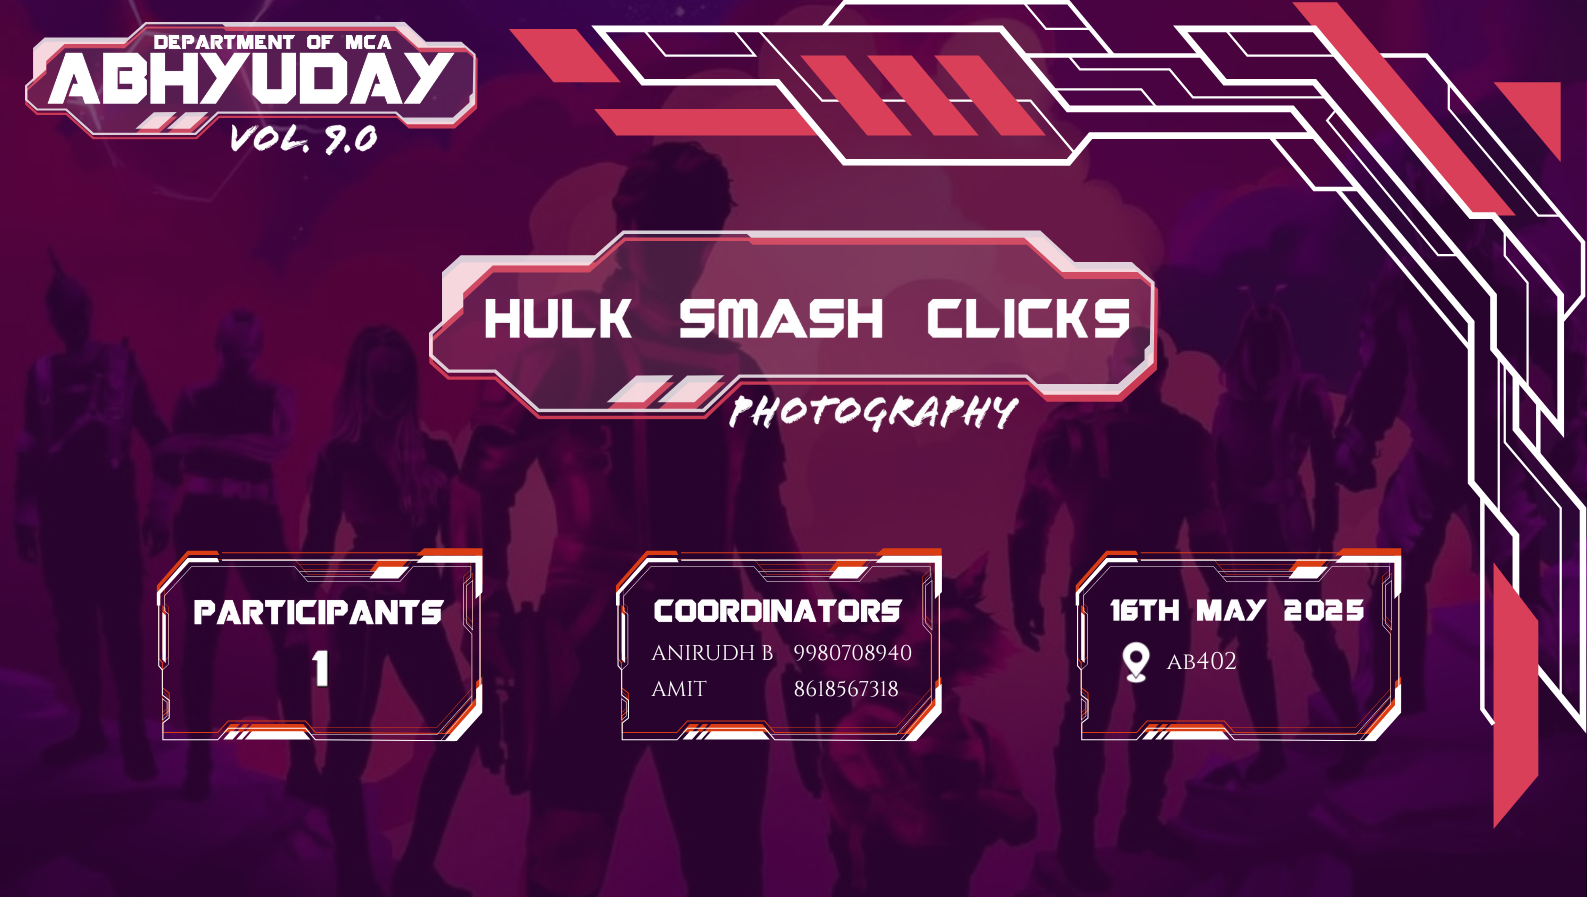 DEPARTMENT OF MCA
ABHYUDAY
VOL. 9.0
HULK SMASH CLICKS
PHOTOGRAPHY
PARTICIPANTS
1
COORDINATORS
ANIRUDH B 9980708940
AMIT 8618567318
16TH MAY 2025
AB402